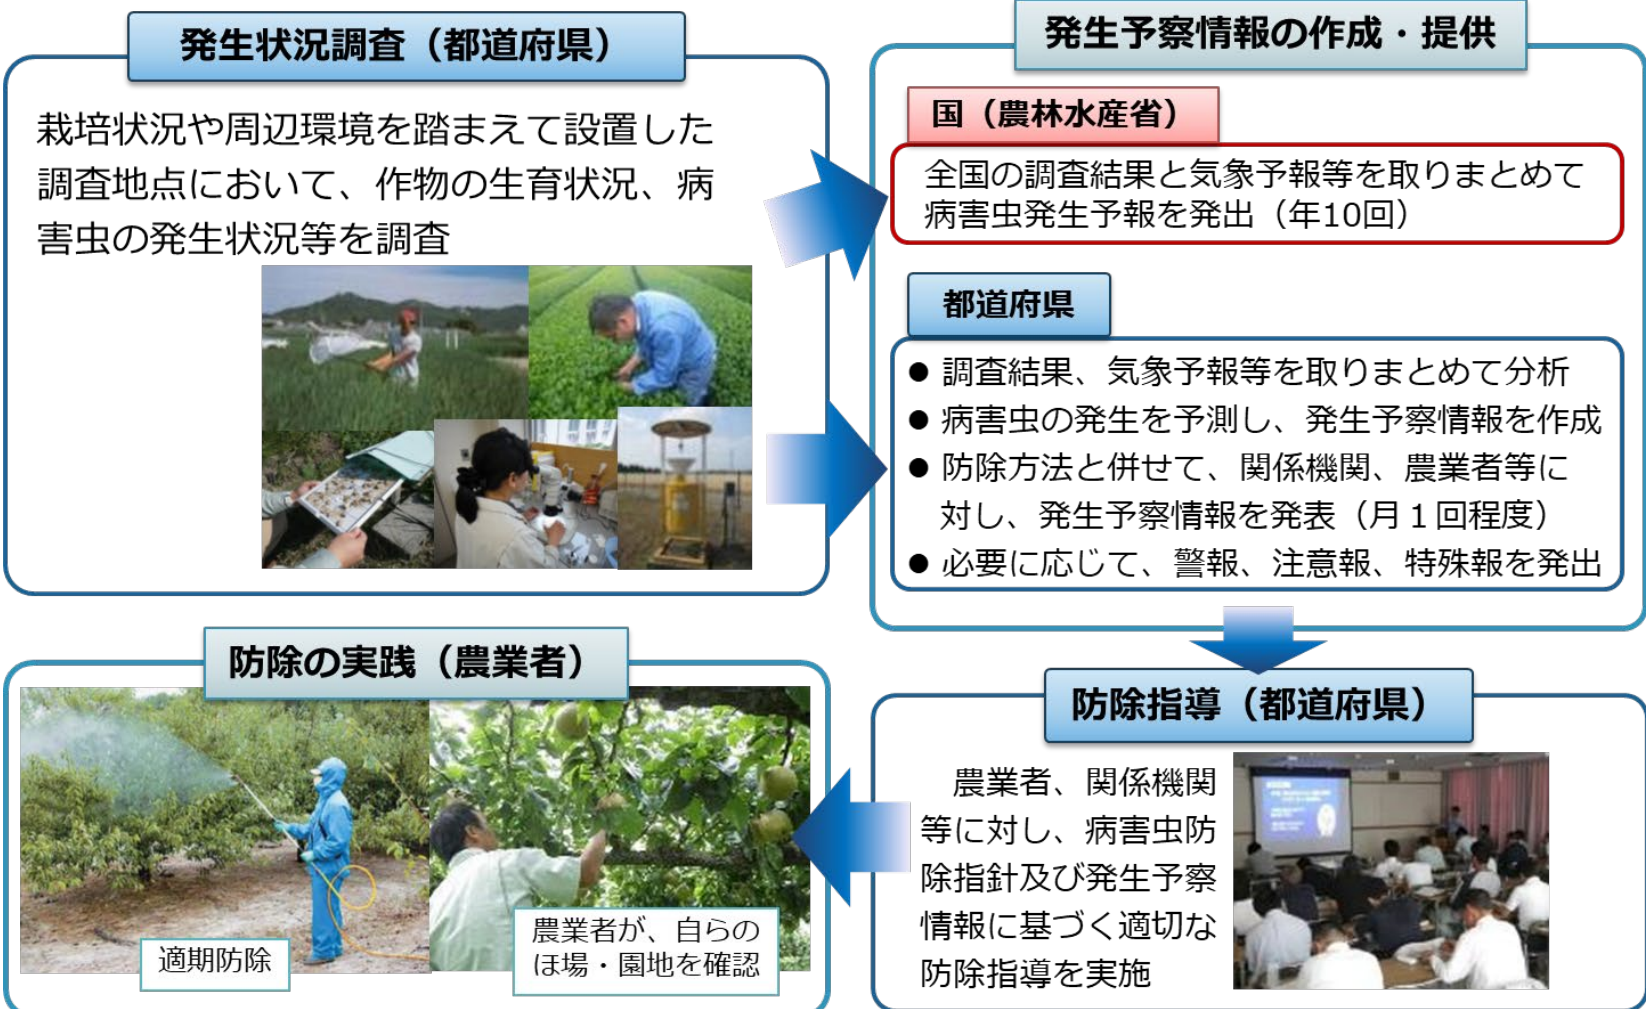 発生状況調査（都道府県）
栽培状況や周辺環境を踏まえて設置した
調査地点において、作物の生育状況、病
害虫の発生状況等を調査
発生予察情報の作成・提供
国（農林水産省）
全国の調査結果と気象予報等を取りまとめて
病害虫発生予報を発出（年10回）
都道府県
● 調査結果、気象予報等を取りまとめて分析
● 病害虫の発生を予測し、発生予察情報を作成
● 防除方法と併せて、関係機関、農業者等に
対し、発生予察情報を発表（月１回程度）
● 必要に応じて、警報、注意報、特殊報を発出
防除指導（都道府県）
農業者、関係機関
等に対し、病害虫防
除指針及び発生予察
情報に基づく適切な
防除指導を実施
防除の実践（農業者）
適期防除
農業者が、自らの
ほ場・園地を確認